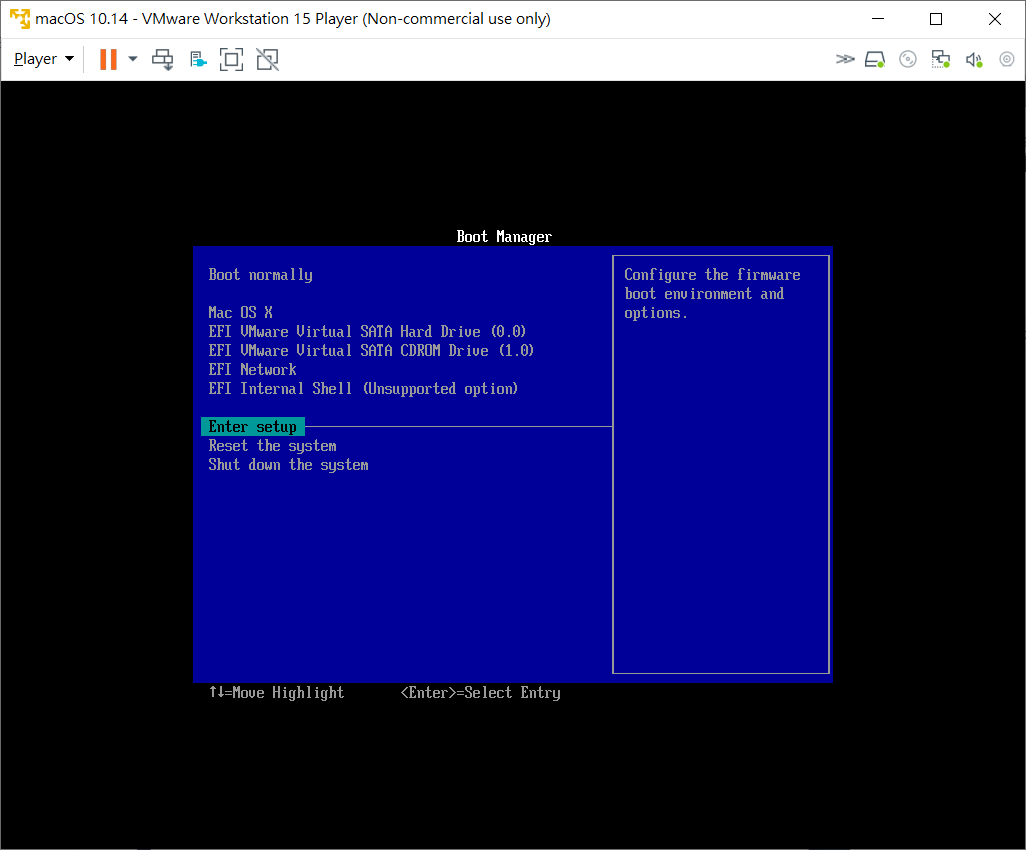 macOS 10.14 - VMware Workstation 15 Player (Non-commercial use only)
Player
Boot Manager
Boot normally
Mac OS X
EFI VMware Virtual SATA Hard Drive (0.0)
EFI VMware Virtual SATA CDROM Drive (1.0)
EFI Network
EFI Internal Shell (Unsupported option)
Enter setup
Reset the system
Shut down the system
Configure the firmware
boot environment and
options.
↑↓=Move Highlight <Enter>=Select Entry